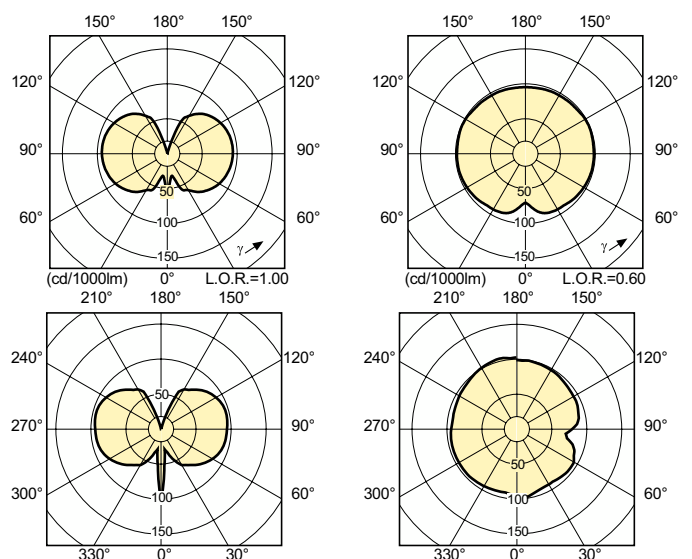 150° 180° 150° 150° 180° 150°
120° 120° 120° 120°
90° 90° 90° 90°
50 50
60° 100 60° 60° 100 60°
150 γ 150 γ
(cd/1000lm) 0° L.O.R.=1.00 (cd/1000lm) 0° L.O.R.=0.60
210° 180° 150° 210° 180° 150°
240° 120° 240° 120°
50
270° 90° 270° 90°
50
300° 100 60° 300° 100 60°
150 150
330° 0° 30° 330° 0° 30°